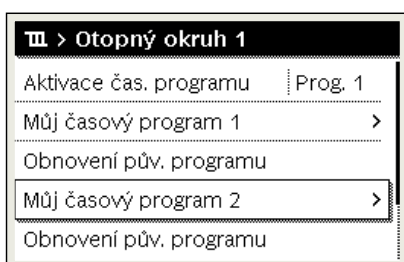 > Otopný okruh 1
Aktivace čas. programu Prog. 1
Můj časový program 1 >
Obnovení pův. programu
Můj časový program 2 >
Obnovení pův. programu